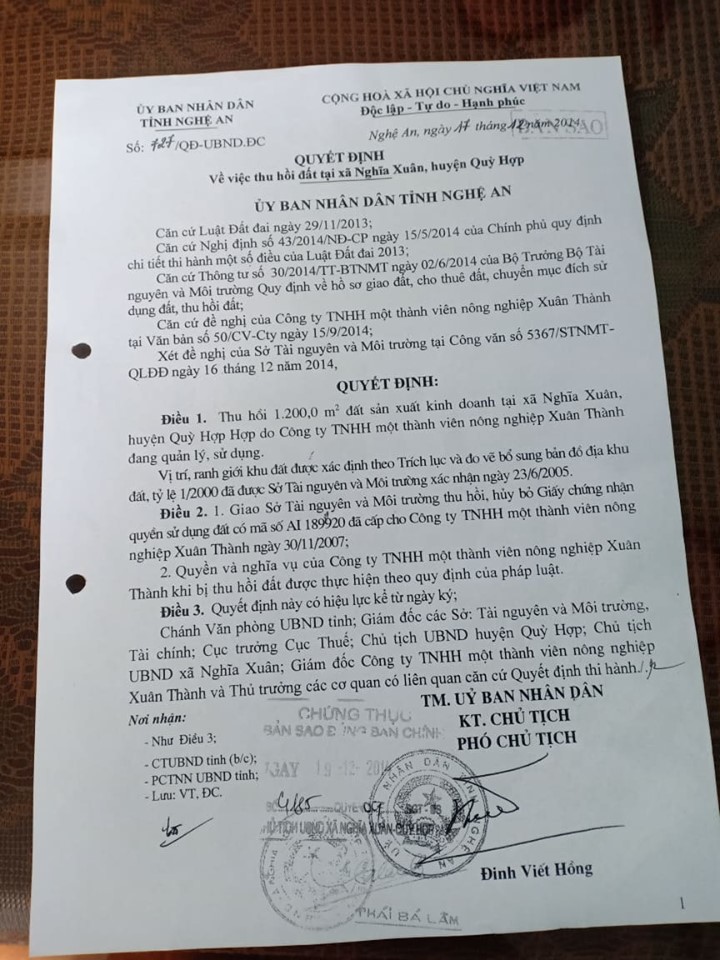 ỦY BAN NHÂN DÂN
TỈNH NGHỆ AN
CỘNG HOÀ XÃ HỘI CHỦ NGHĨA VIỆT NAM
Độc lập - Tự do - Hạnh phúc
Số: 727/QĐ-UBND.ĐC
Nghệ An, ngày 17 tháng 12 năm 2014
BẢN SAO
QUYẾT ĐỊNH
Về việc thu hồi đất tại xã Nghĩa Xuân, huyện Quỳ Hợp
ỦY BAN NHÂN DÂN TỈNH NGHỆ AN
Căn cứ Luật Đất đai ngày 29/11/2013;
Căn cứ Nghị định số 43/2014/NĐ-CP ngày 15/5/2014 của Chính phủ quy định
chi tiết thi hành một số điều của Luật Đất đai 2013;
Căn cứ Thông tư số 30/2014/TT-BTNMT ngày 02/6/2014 của Bộ Trưởng Bộ Tài
nguyên và Môi trường Quy định về hồ sơ giao đất, cho thuê đất, chuyển mục đích sử
dụng đất, thu hồi đất;
Căn cứ đề nghị của Công ty TNHH một thành viên nông nghiệp Xuân Thành
tại Văn bản số 50/CV-Cty ngày 15/9/2014;
Xét đề nghị của Sở Tài nguyên và Môi trường tại Công văn số 5367/STNMT-
QLĐĐ ngày 16 tháng 12 năm 2014,
QUYẾT ĐỊNH:
Điều 1. Thu hồi 1.200,0 m² đất sản xuất kinh doanh tại xã Nghĩa Xuân,
huyện Quỳ Hợp Hợp do Công ty TNHH một thành viên nông nghiệp Xuân Thành
đang quản lý, sử dụng.
Vị trí, ranh giới khu đất được xác định theo Trích lục và đo vẽ bổ sung bản đồ địa khu
đất, tỷ lệ 1/2000 đã được Sở Tài nguyên và Môi trường xác nhận ngày 23/6/2005.
Điều 2. 1. Giao Sở Tài nguyên và Môi trường thu hồi, hủy bỏ Giấy chứng nhận
quyền sử dụng đất có mã số AI 189920 đã cấp cho Công ty TNHH một thành viên nông
nghiệp Xuân Thành ngày 30/11/2007;
2. Quyền và nghĩa vụ của Công ty TNHH một thành viên nông nghiệp Xuân
Thành khi bị thu hồi đất được thực hiện theo quy định của pháp luật.
Điều 3. Quyết định này có hiệu lực kể từ ngày ký;
Chánh Văn phòng UBND tỉnh; Giám đốc các Sở: Tài nguyên và Môi trường,
Tài chính; Cục trưởng Cục Thuế; Chủ tịch UBND huyện Quỳ Hợp; Chủ tịch
UBND xã Nghĩa Xuân; Giám đốc Công ty TNHH một thành viên nông nghiệp
Xuân Thành và Thủ trưởng các cơ quan có liên quan căn cứ Quyết định thi hành./.
Nơi nhận:
- Như Điều 3;
- CTUBND tỉnh (b/c);
- PCTNN UBND tỉnh;
- Lưu: VT, ĐC.
TM. UỶ BAN NHÂN DÂN
KT. CHỦ TỊCH
PHÓ CHỦ TỊCH
CHỨNG THỰC
BẢN SAO ĐÚNG BẢN CHÍNH
NGÀY
SGT - BS
CHỦ TỊCH UBND XÃ NGHĨA XUÂN-QUỲ HỢP
Đinh Viết Hồng
THÁI BÁ LÂM
1